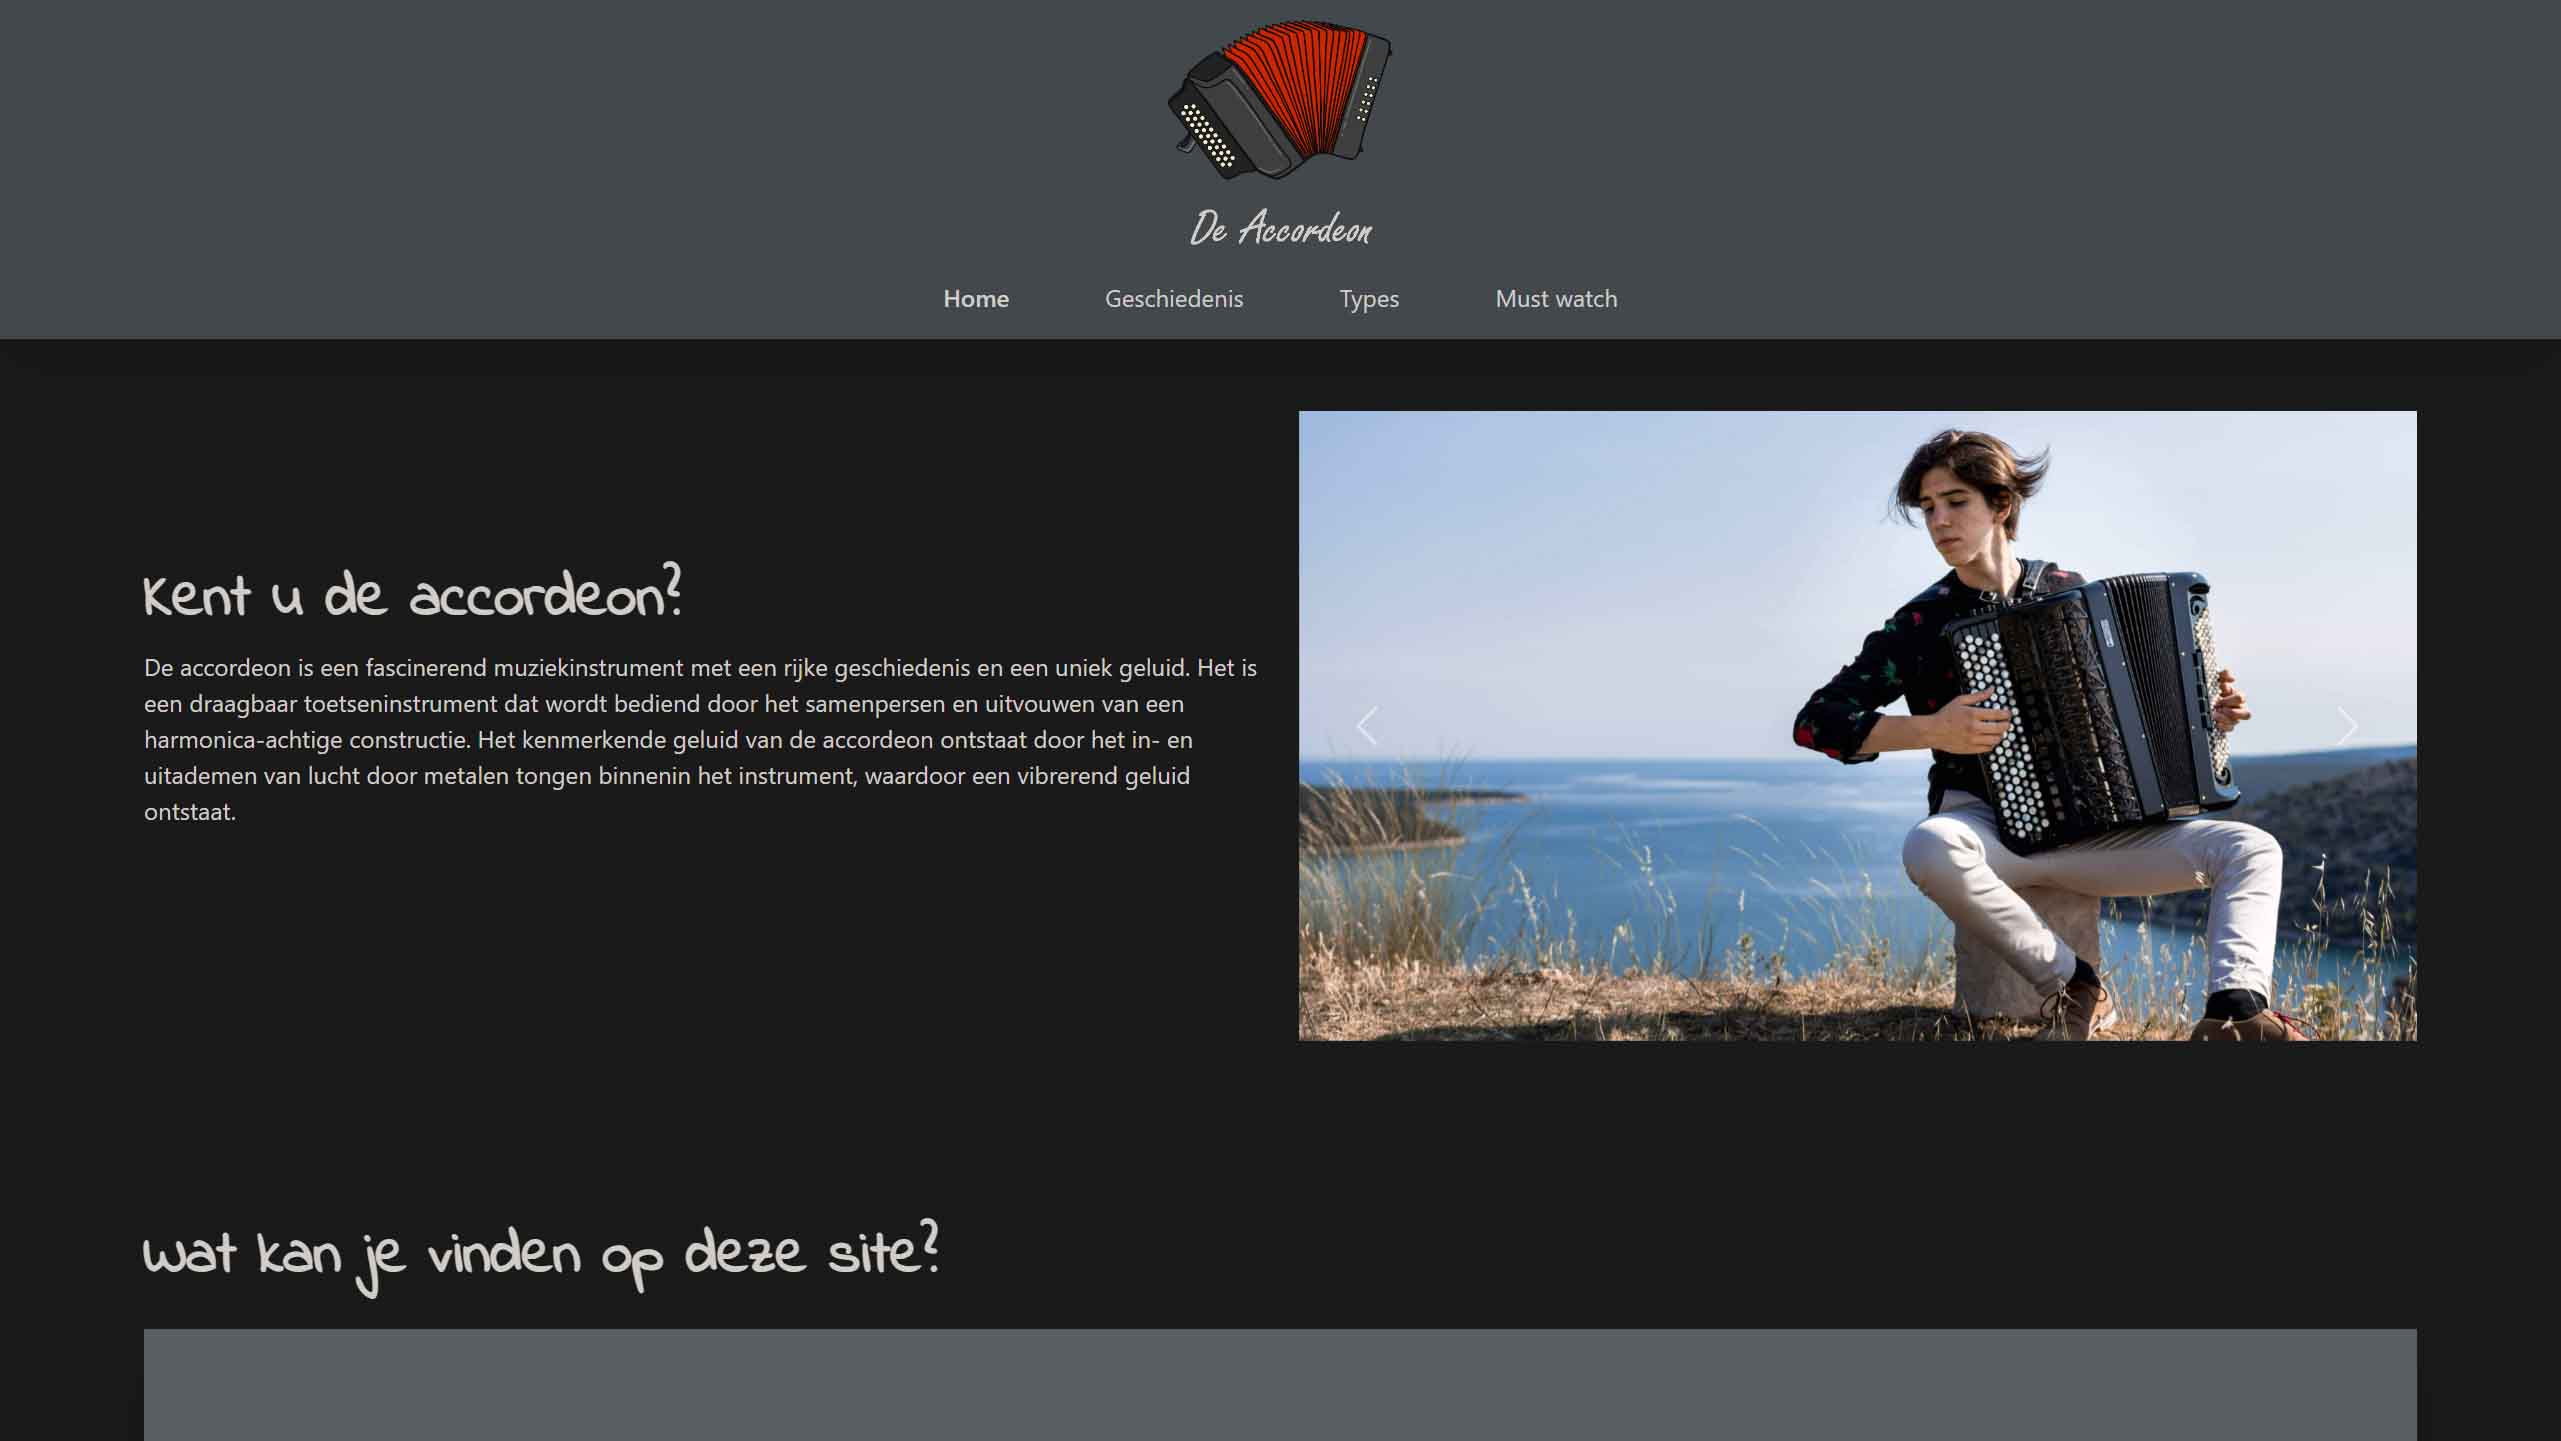 De Accordeon
Home Geschiedenis Types Must watch
Kent u de accordeon?
De accordeon is een fascinerend muziekinstrument met een rijke geschiedenis en een uniek geluid. Het is
een draagbaar toetseninstrument dat wordt bediend door het samenpersen en uitvouwen van een
harmonica-achtige constructie. Het kenmerkende geluid van de accordeon ontstaat door het in- en
uitademen van lucht door metalen tongen binnenin het instrument, waardoor een vibrerend geluid
ontstaat.
Wat kan je vinden op deze site?